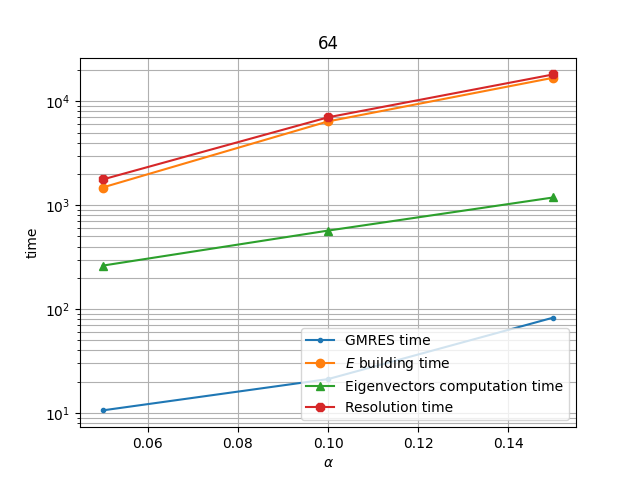 64
time
10^4
10^3
10^2
10^1
GMRES time
E building time
Eigenvectors computation time
Resolution time
0.06 0.08 0.10 0.12 0.14
α